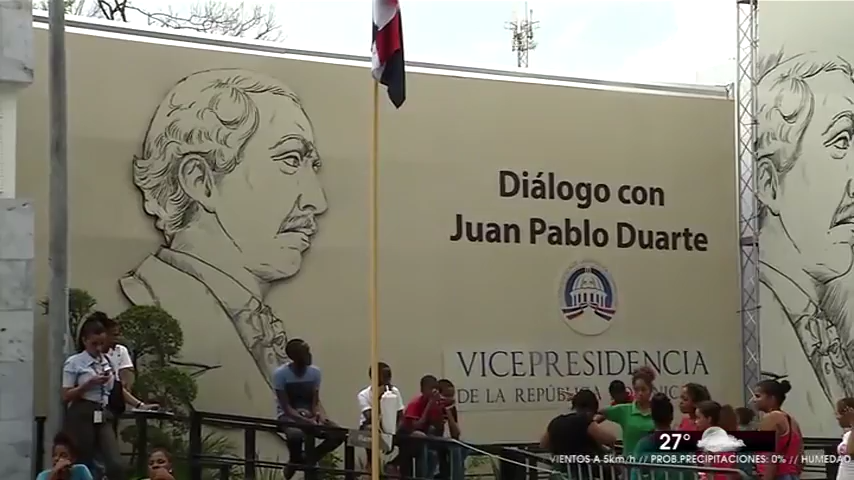 Diálogo con
Juan Pablo Duarte
VICEPRESIDENCIA
DE LA REPÚBLICA
27°
VIENTOS A 5km/h // PROB.PRECIPITACIONES: 0% // HUMEDAD